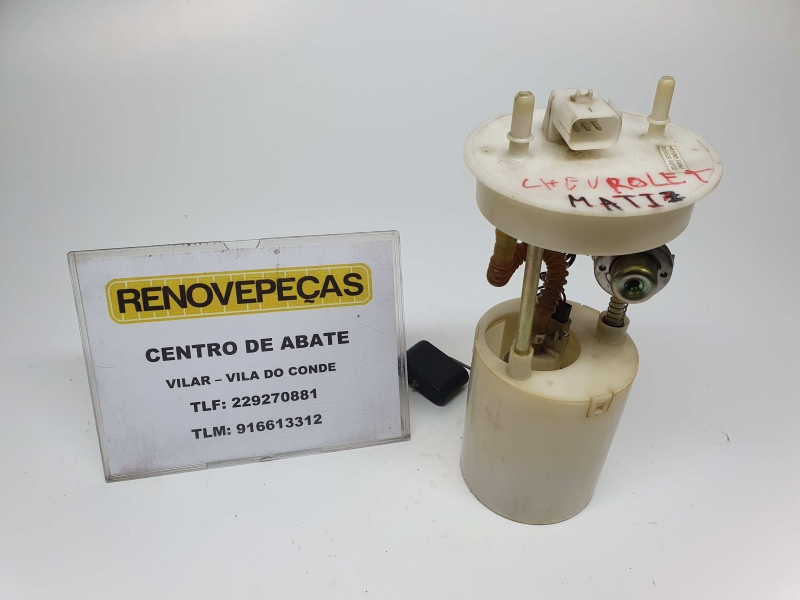 RENOVEPEÇAS
CENTRO DE ABATE
VILAR – VILA DO CONDE
TLF: 229270881
TLM: 916613312
CHEVROLET
MATIZ